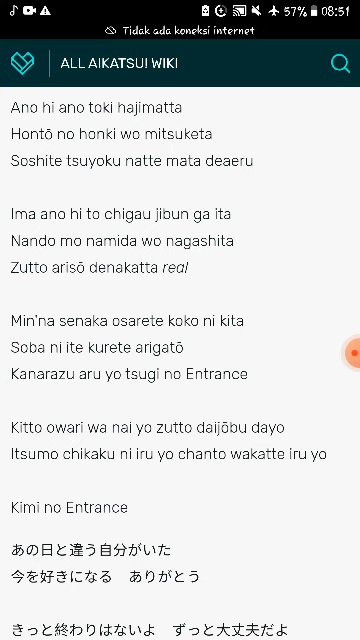 57% 08:51
Tidak ada koneksi internet
ALL AIKATSU! WIKI
Ano hi ano toki hajimatta
Hontō no honki wo mitsuketa
Soshite tsuyoku natte mata deaeru
Ima ano hi to chigau jibun ga ita
Nando mo namida wo nagashita
Zutto arisō denakatta real
Min'na senaka osarete koko ni kita
Soba ni ite kurete arigatō
Kanarazu aru yo tsugi no Entrance
Kitto owari wa nai yo zutto daijōbu dayo
Itsumo chikaku ni iru yo chanto wakatte iru yo
Kimi no Entrance
あの日と違う自分がいた
今を好きになる　ありがとう
きっと終わりはないよ　ずっと大丈夫だよ